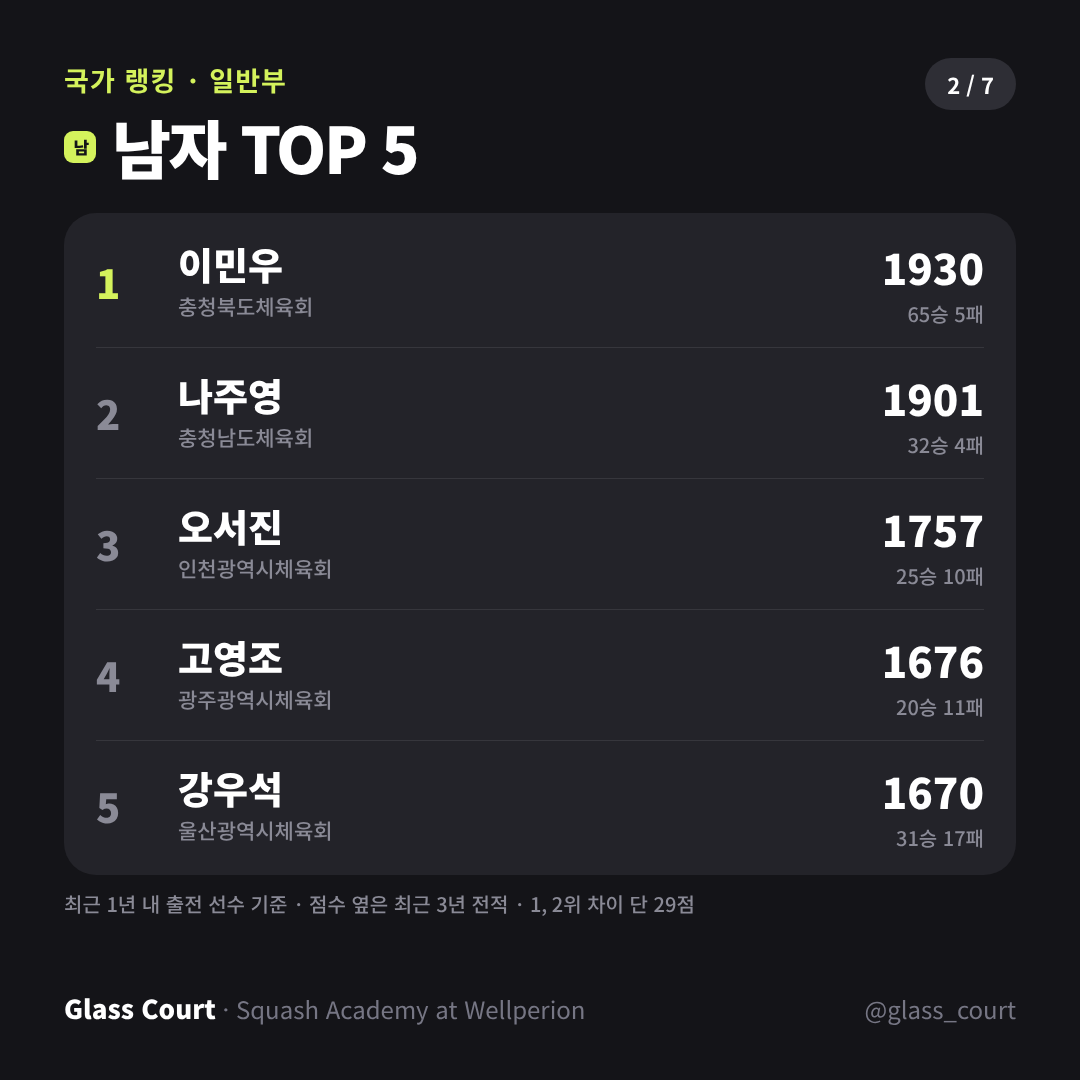 국가 랭킹 · 일반부
2 / 7
남 남자 TOP 5
1 이민우 1930
충청북도체육회 65승 5패
2 나주영 1901
충청남도체육회 32승 4패
3 오서진 1757
인천광역시체육회 25승 10패
4 고영조 1676
광주광역시체육회 20승 11패
5 강우석 1670
울산광역시체육회 31승 17패
최근 1년 내 출전 선수 기준 · 점수 옆은 최근 3년 전적 · 1, 2위 차이 단 29점
Glass Court · Squash Academy at Wellperion @glass_court